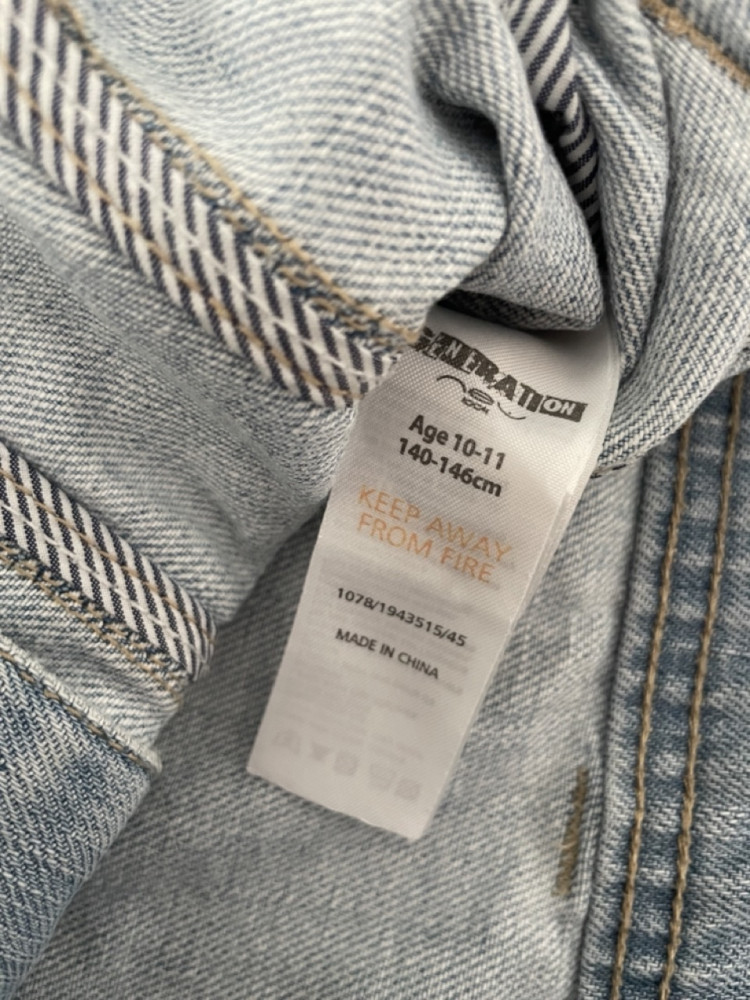 GENERATION
Age 10-11
140-146cm
KEEP AWAY
FROM FIRE
1078/1943515/45
MADE IN CHINA